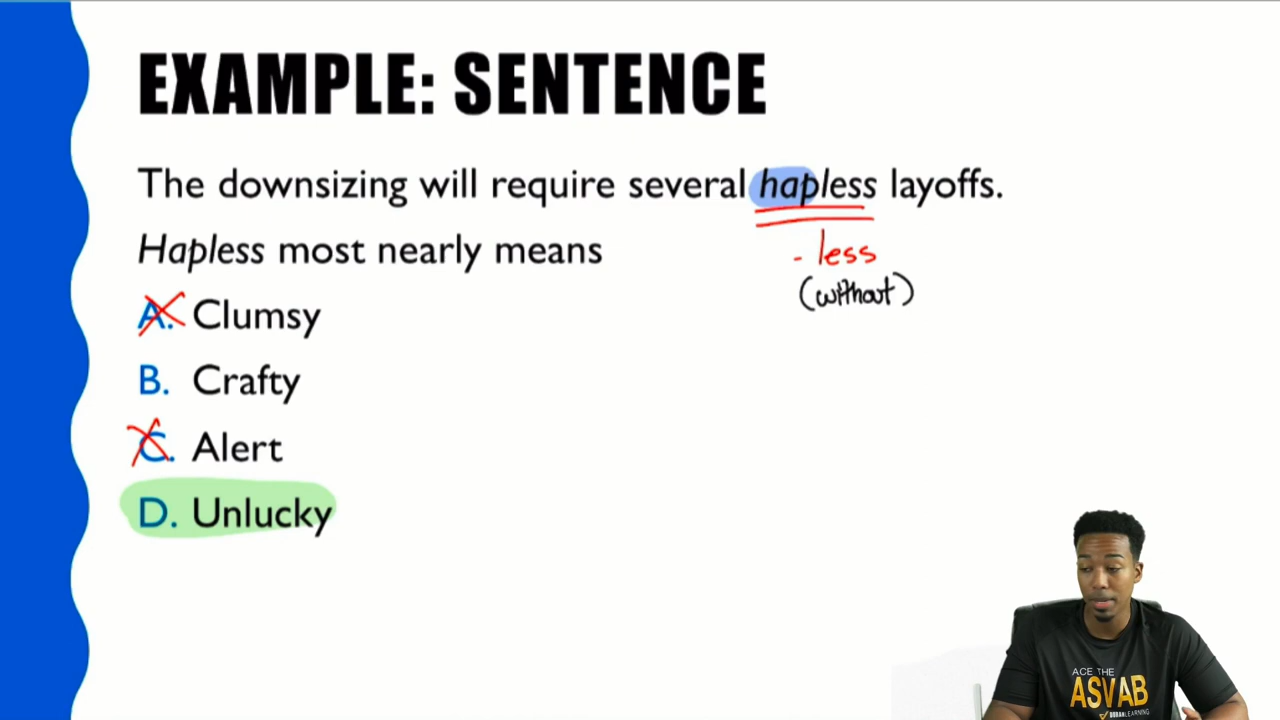 EXAMPLE: SENTENCE
The downsizing will require several hapless layoffs.
Hapless most nearly means
- less
(without)
A. Clumsy
B. Crafty
C. Alert
D. Unlucky
ACE THE
ASVAB
DURANLEARNING